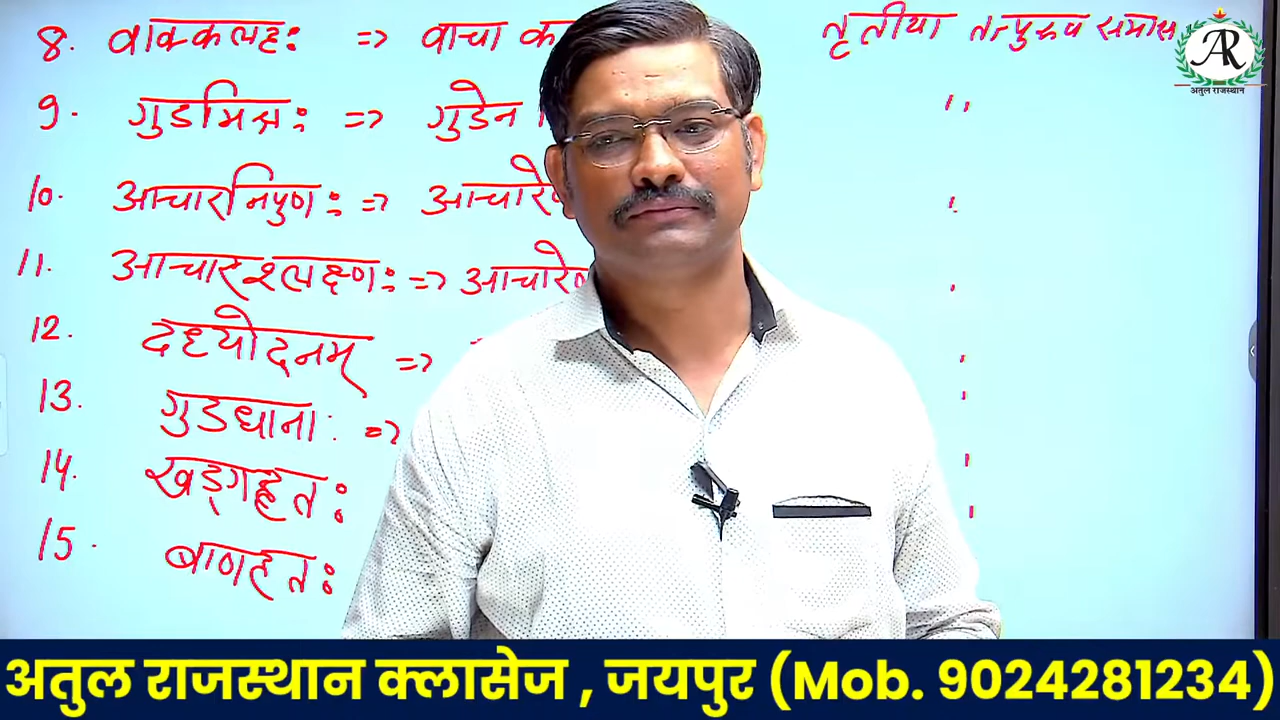 8. वाक्कलहः => वाचा क तृतीया तत्पुरुष समास
9. गुडमिश्रः => गुडेन "
10. आचारनिपुणः => आचारे "
11. आचारश्लक्ष्णः => आचारेण "
12. दध्योदनम् => "
13. गुडधानाः => "
14. खड्गहतः "
15. बाणहतः "
AR
अतुल राजस्थान
अतुल राजस्थान क्लासेज , जयपुर (Mob. 9024281234)